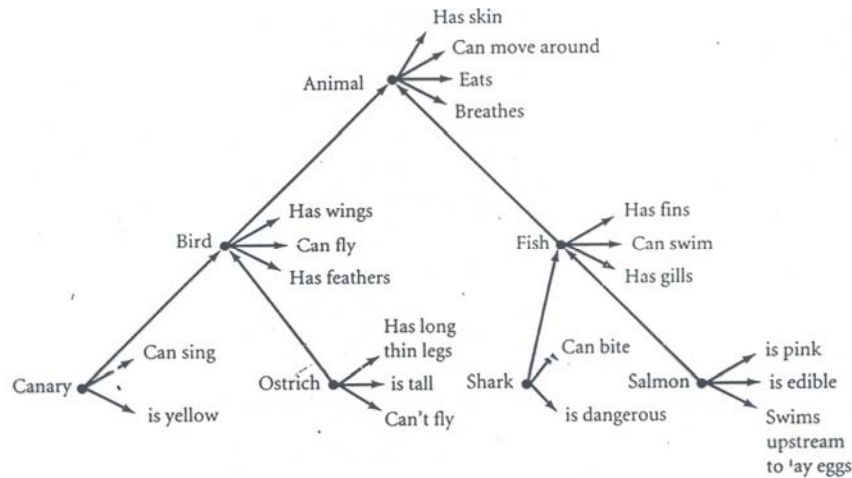 Has skin
Can move around
Animal
Eats
Breathes
Has wings
Bird
Can fly
Has feathers
Has fins
Fish
Can swim
Has gills
Can sing
Canary
is yellow
Has long
thin legs
Ostrich
is tall
Can't fly
Can bite
Shark
is dangerous
is pink
Salmon
is edible
Swims
upstream
to 'ay eggs